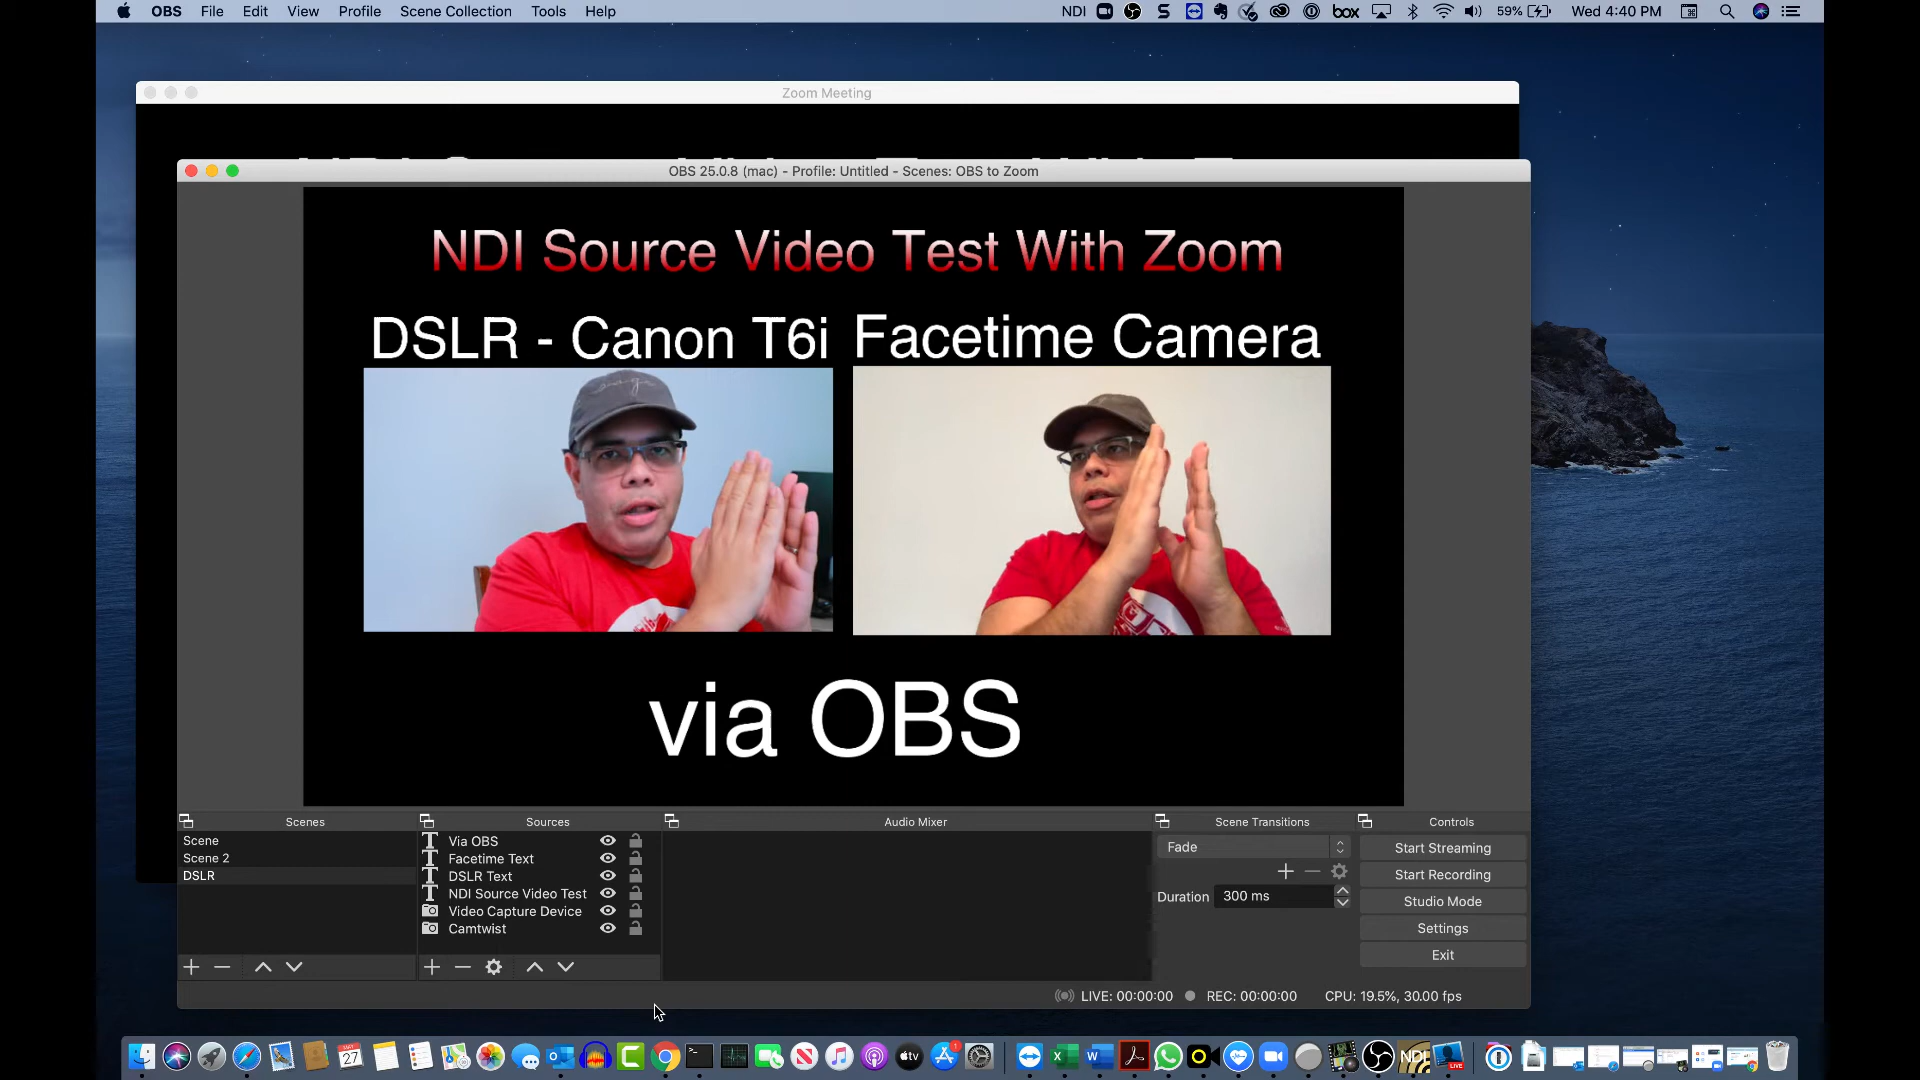 OBS File Edit View Profile Scene Collection Tools Help NDI box 59% Wed 4:40 PM
Zoom Meeting
OBS 25.0.8 (mac) - Profile: Untitled - Scenes: OBS to Zoom
NDI Source Video Test With Zoom
DSLR - Canon T6i Facetime Camera
via OBS
Scenes Sources Audio Mixer Scene Transitions Controls
Scene Via OBS Fade Start Streaming
Scene 2 Facetime Text Start Recording
DSLR DSLR Text
NDI Source Video Test Duration 300 ms Studio Mode
Video Capture Device
Camtwist Settings
Exit
LIVE: 00:00:00 REC: 00:00:00 CPU: 19.5%, 30.00 fps
27
NDI
LIVE